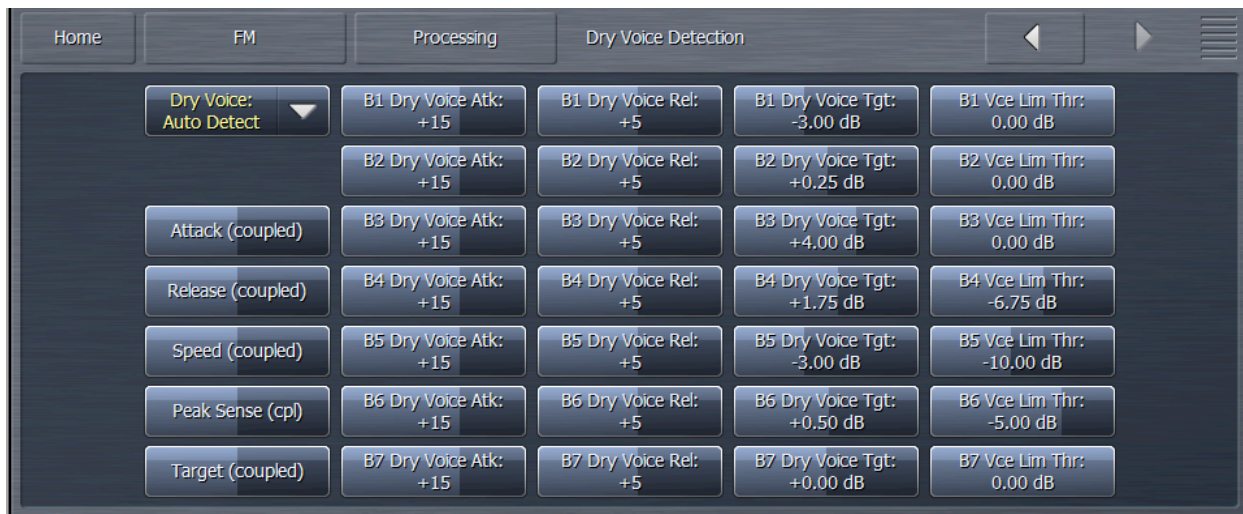 Home
FM
Processing
Dry Voice Detection
Dry Voice:
Auto Detect
B1 Dry Voice Atk:
+15
B1 Dry Voice Rel:
+5
B1 Dry Voice Tgt:
-3.00 dB
B1 Vce Lim Thr:
0.00 dB
B2 Dry Voice Atk:
+15
B2 Dry Voice Rel:
+5
B2 Dry Voice Tgt:
+0.25 dB
B2 Vce Lim Thr:
0.00 dB
Attack (coupled)
B3 Dry Voice Atk:
+15
B3 Dry Voice Rel:
+5
B3 Dry Voice Tgt:
+4.00 dB
B3 Vce Lim Thr:
0.00 dB
Release (coupled)
B4 Dry Voice Atk:
+15
B4 Dry Voice Rel:
+5
B4 Dry Voice Tgt:
+1.75 dB
B4 Vce Lim Thr:
-6.75 dB
Speed (coupled)
B5 Dry Voice Atk:
+15
B5 Dry Voice Rel:
+5
B5 Dry Voice Tgt:
-3.00 dB
B5 Vce Lim Thr:
-10.00 dB
Peak Sense (cpl)
B6 Dry Voice Atk:
+15
B6 Dry Voice Rel:
+5
B6 Dry Voice Tgt:
+0.50 dB
B6 Vce Lim Thr:
-5.00 dB
Target (coupled)
B7 Dry Voice Atk:
+15
B7 Dry Voice Rel:
+5
B7 Dry Voice Tgt:
+0.00 dB
B7 Vce Lim Thr:
0.00 dB